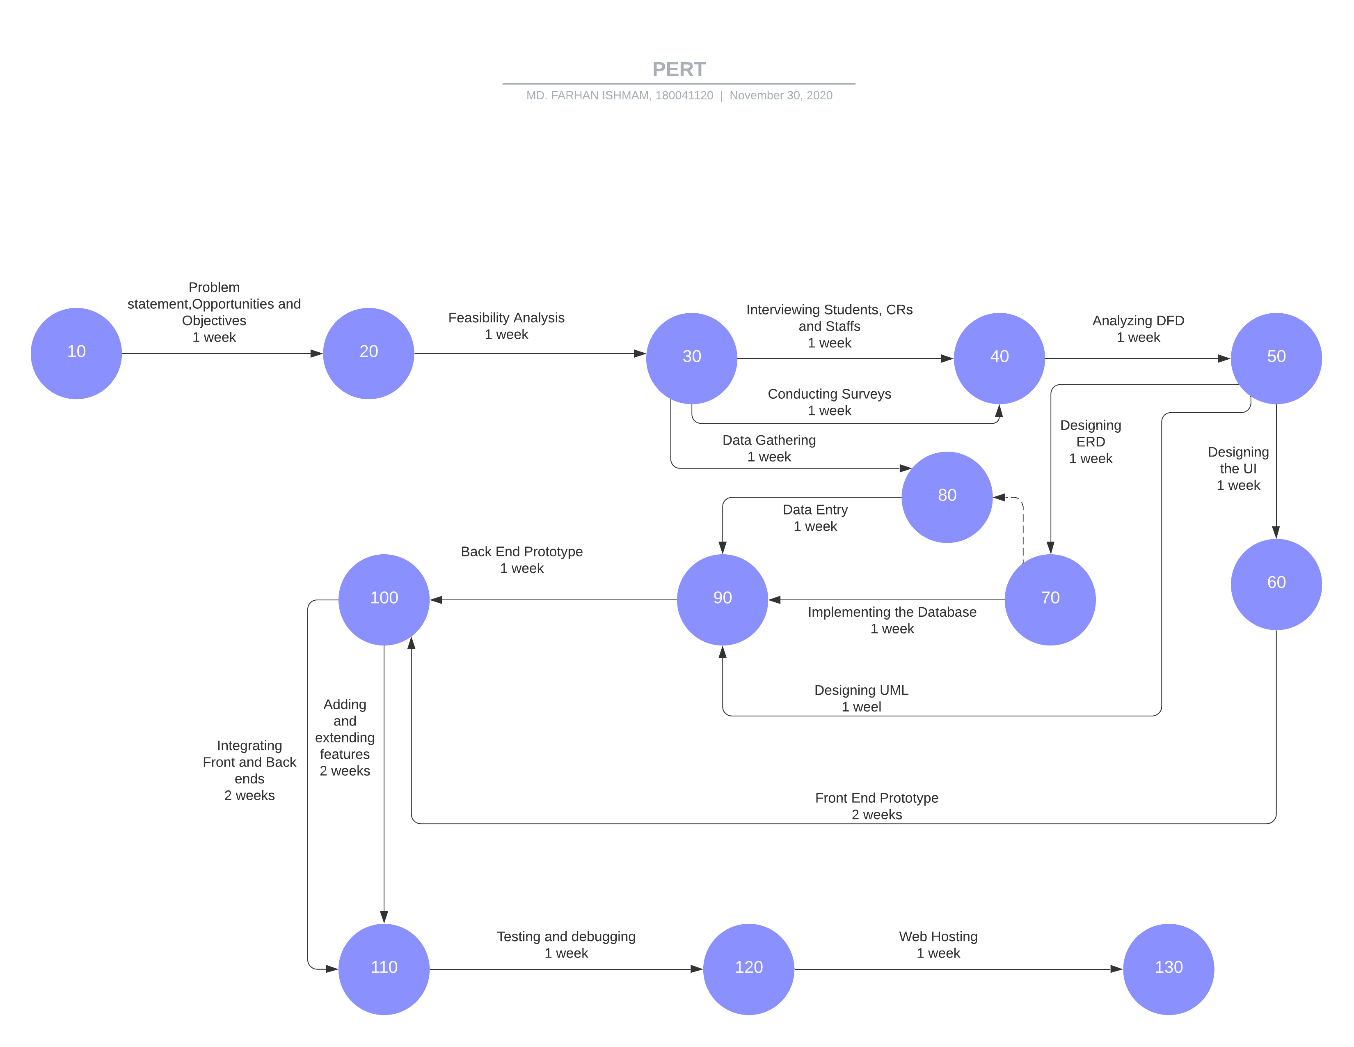 PERT
MD. FARHAN ISHMAM, 180041120 | November 30, 2020
Problem
statement,Opportunities and
Objectives
1 week
Feasibility Analysis
1 week
Interviewing Students, CRs
and Staffs
1 week
Analyzing DFD
1 week
10
20
30
40
50
Conducting Surveys
1 week
Data Gathering
1 week
Designing
ERD
1 week
Designing
the UI
1 week
80
Data Entry
1 week
Back End Prototype
1 week
60
100
90
70
Implementing the Database
1 week
Designing UML
1 weel
Adding
and
extending
features
2 weeks
Integrating
Front and Back
ends
2 weeks
Front End Prototype
2 weeks
Testing and debugging
1 week
Web Hosting
1 week
110
120
130